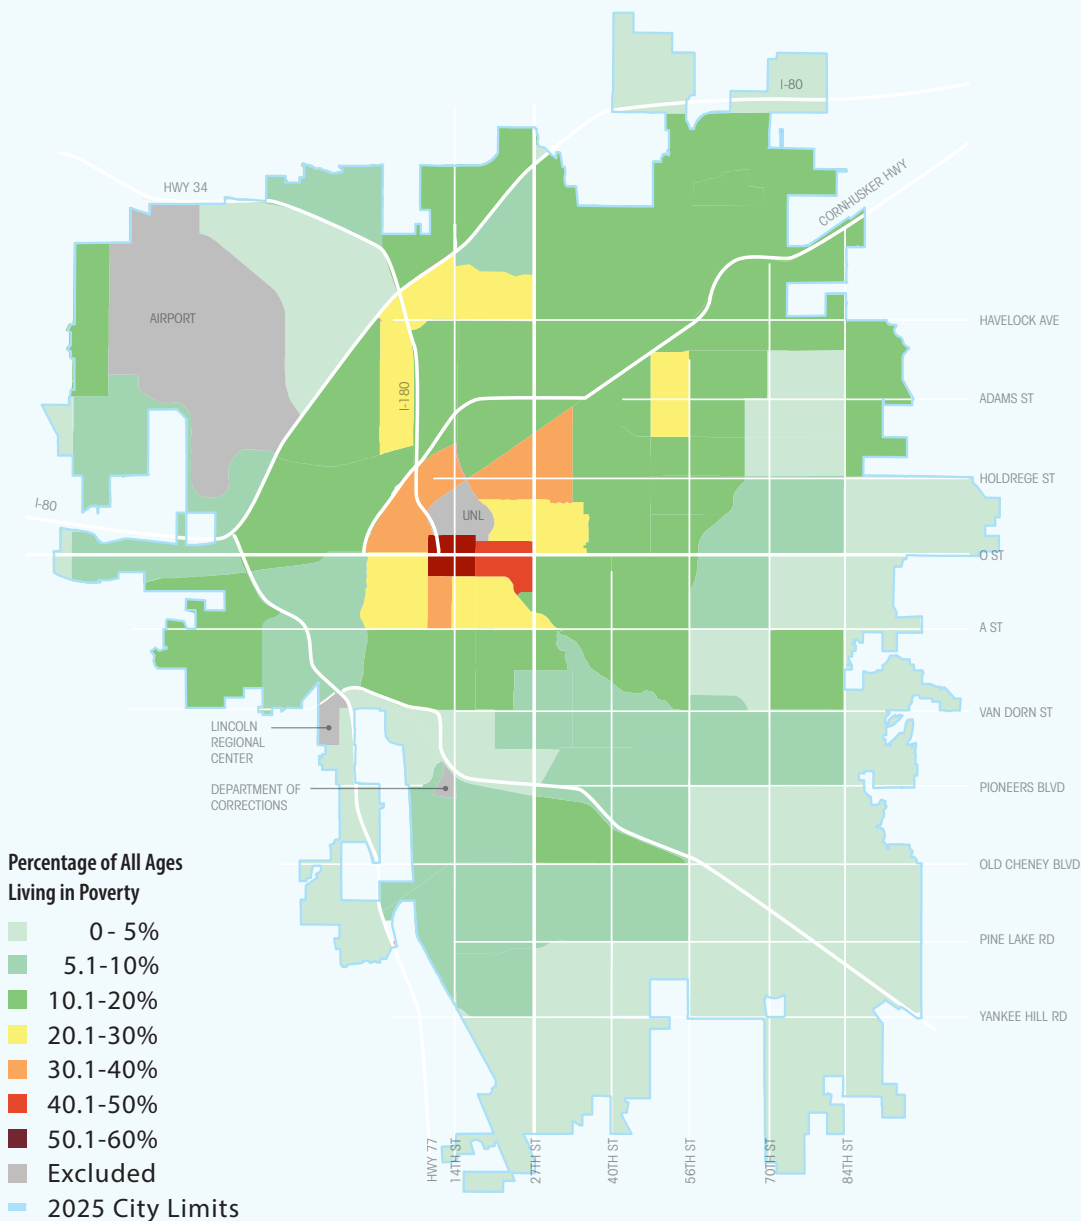 I-80
HWY 34
CORNHUSKER HWY
AIRPORT
HAVELOCK AVE
I-180
ADAMS ST
HOLDREGE ST
I-80
UNL
O ST
A ST
VAN DORN ST
LINCOLN
REGIONAL
CENTER
DEPARTMENT OF
CORRECTIONS
PIONEERS BLVD
OLD CHENEY BLVD
PINE LAKE RD
YANKEE HILL RD
HWY 77
14TH ST
27TH ST
40TH ST
56TH ST
70TH ST
84TH ST
Percentage of All Ages
Living in Poverty
0 - 5%
5.1-10%
10.1-20%
20.1-30%
30.1-40%
40.1-50%
50.1-60%
Excluded
2025 City Limits